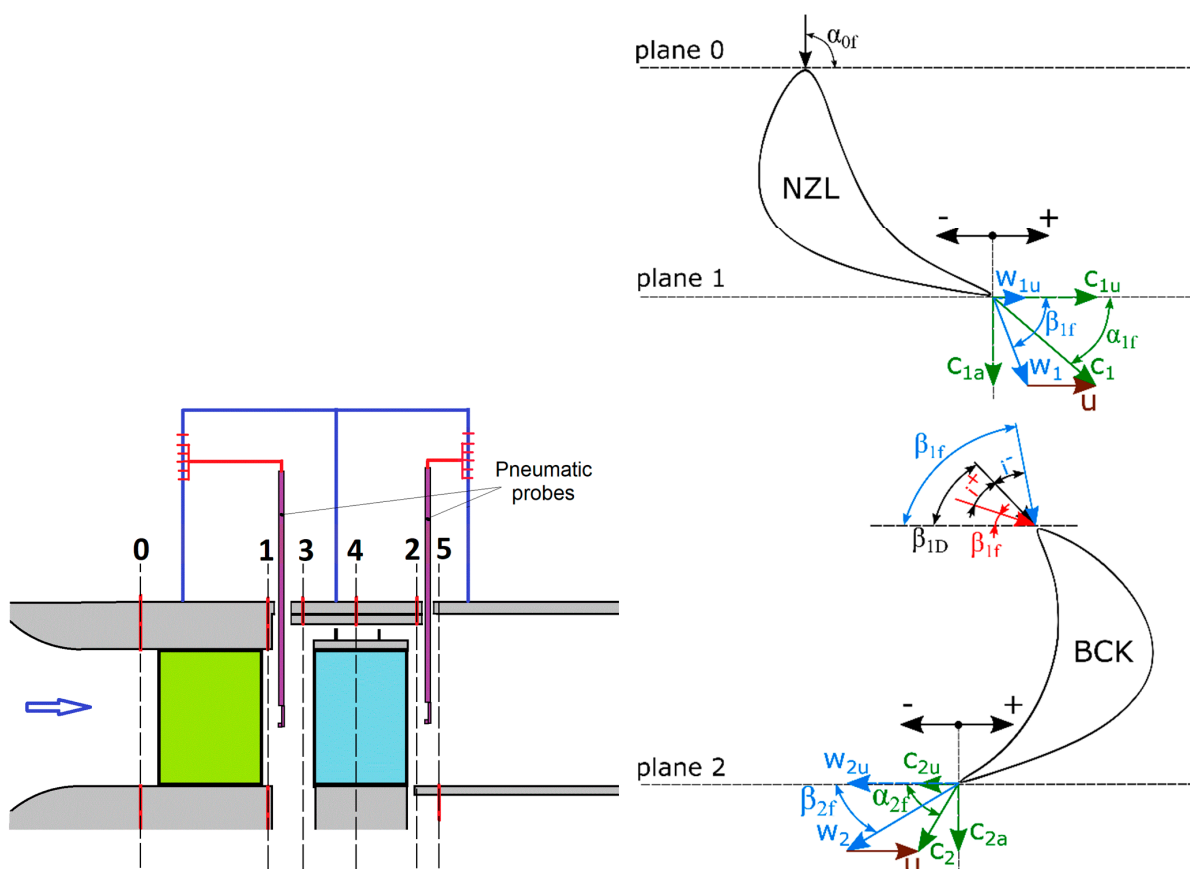 Pneumatic
probes
0
1
3
4
2
5
plane 0
α0f
NZL
- +
plane 1
w1u
c1u
β1f
α1f
c1a
w1
c1
u
β1f
i-
i+
β1D
β1f
BCK
- +
plane 2
w2u
c2u
β2f
α2f
w2
c2
c2a
u